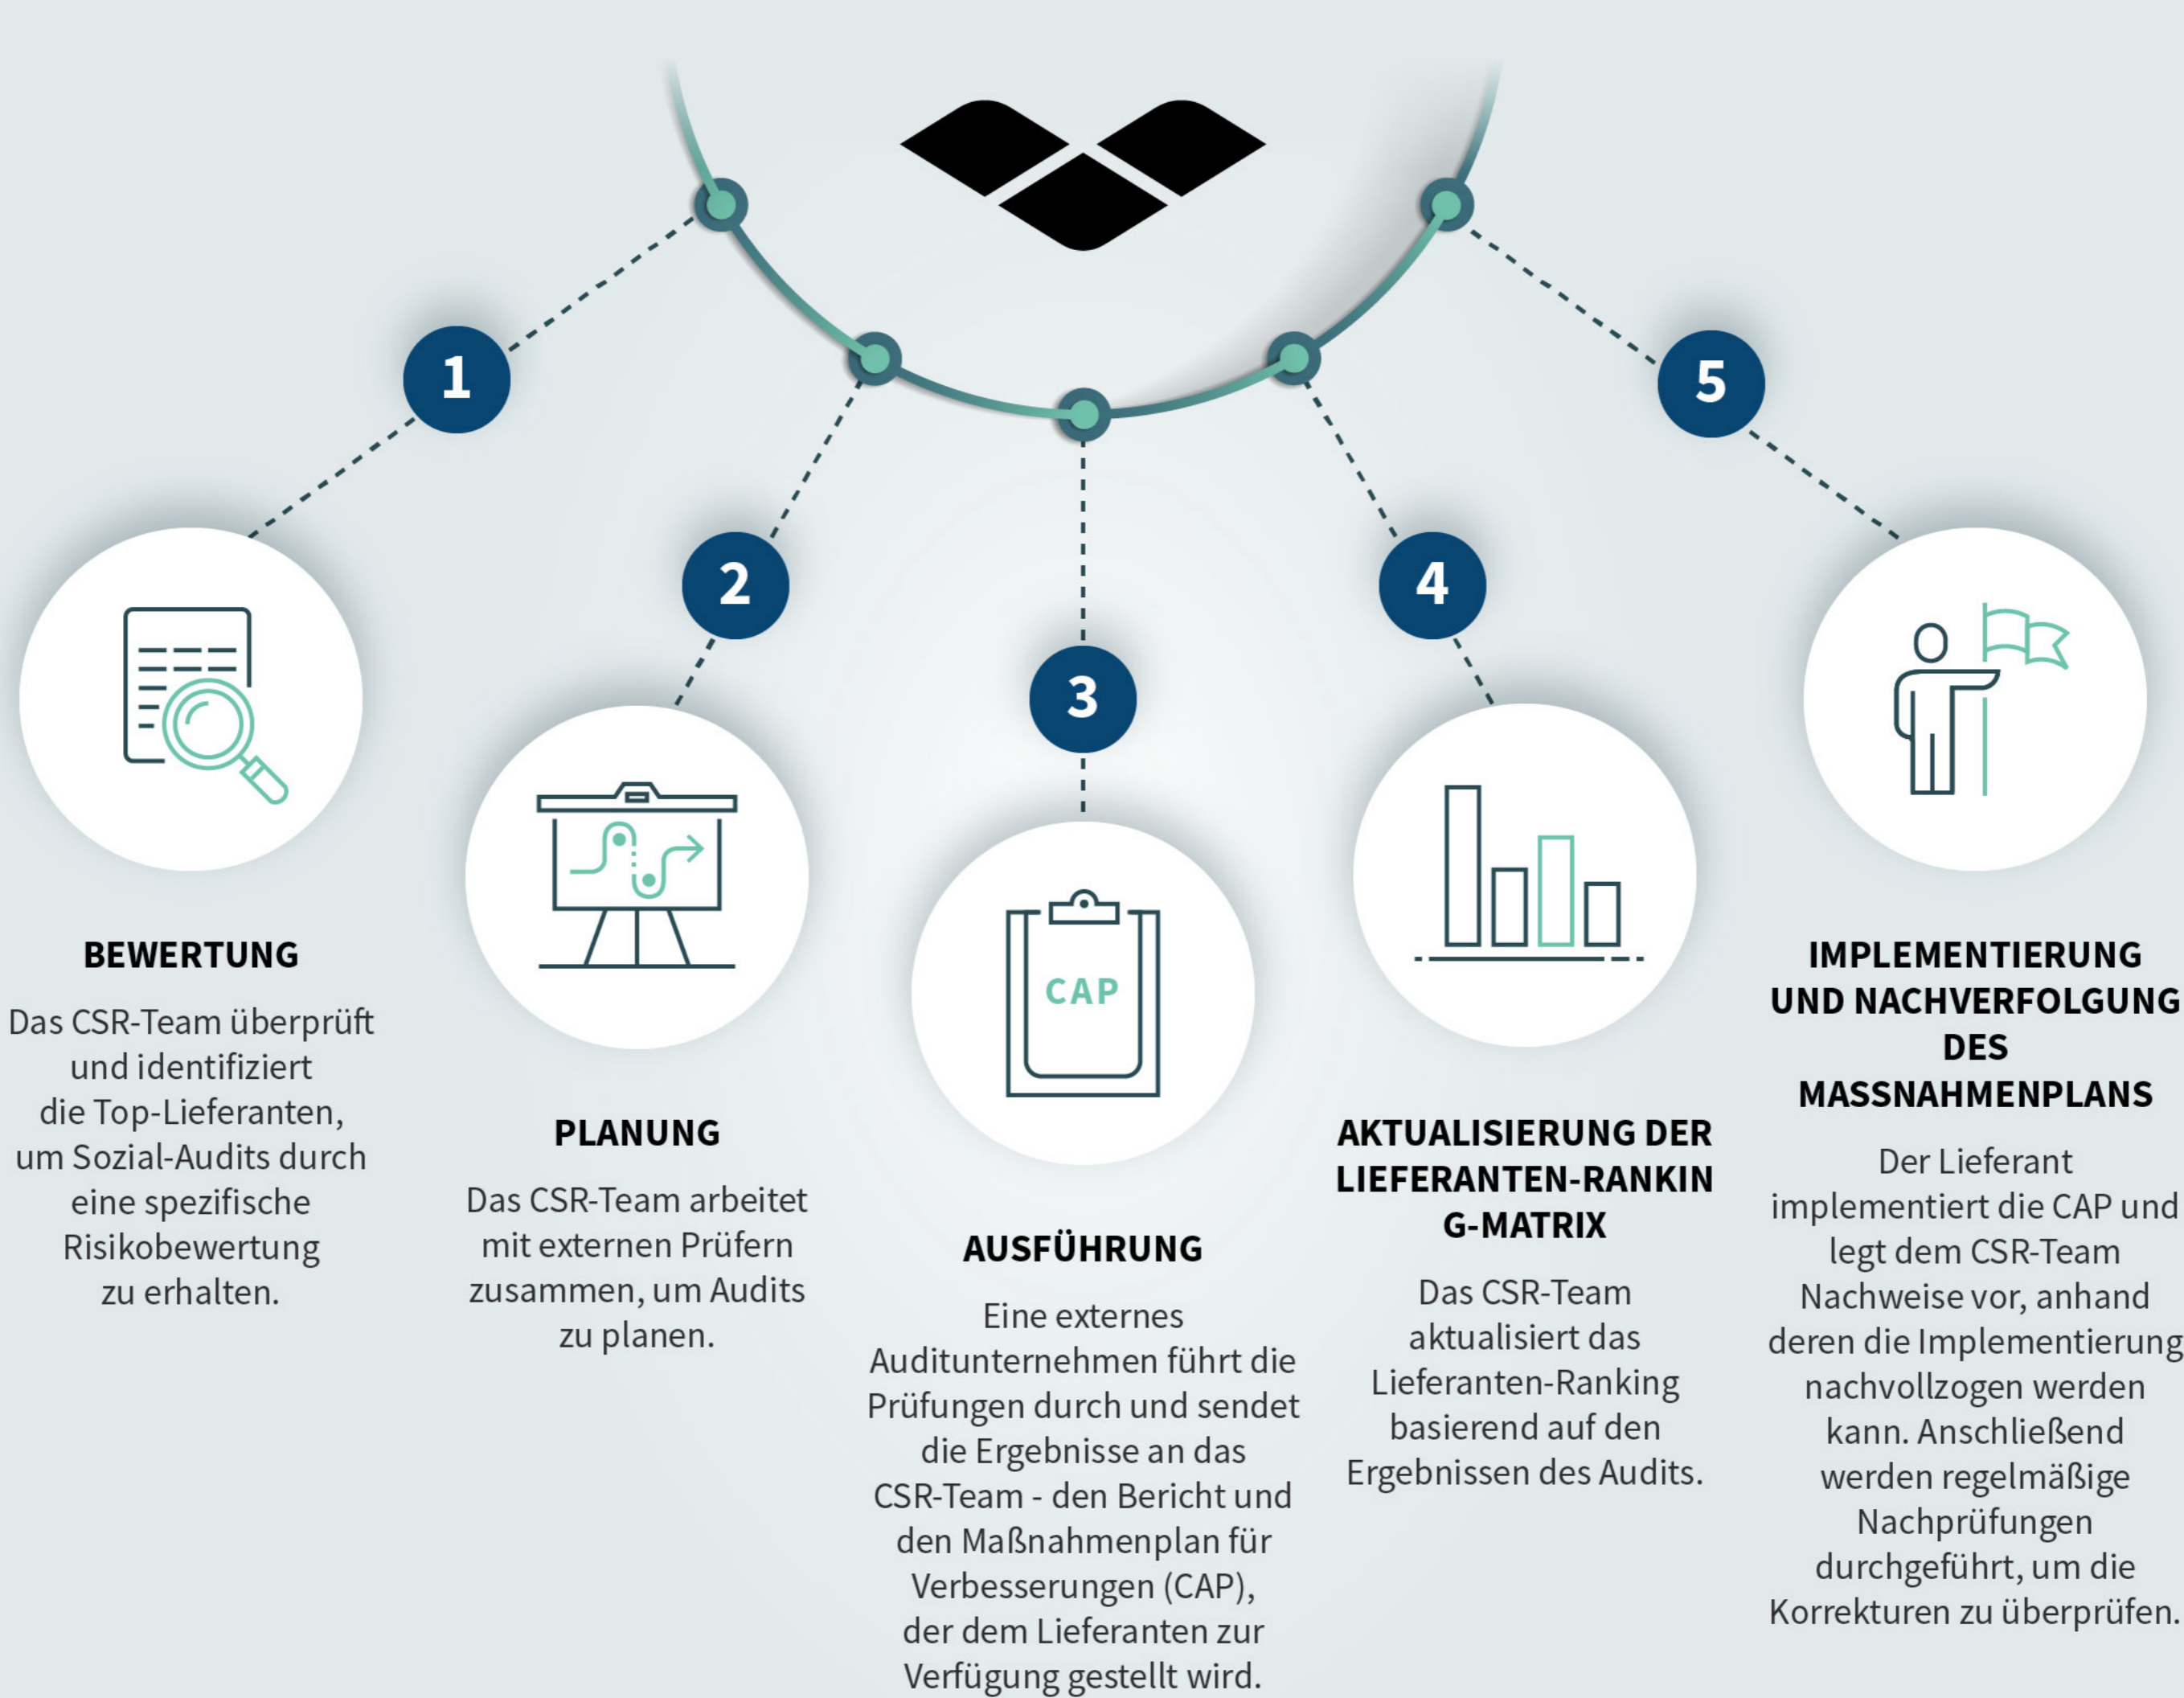 1
BEWERTUNG
Das CSR-Team überprüft
und identifiziert
die Top-Lieferanten,
um Sozial-Audits durch
eine spezifische
Risikobewertung
zu erhalten.
2
PLANUNG
Das CSR-Team arbeitet
mit externen Prüfern
zusammen, um Audits
zu planen.
3
CAP
AUSFÜHRUNG
Eine externes
Auditunternehmen führt die
Prüfungen durch und sendet
die Ergebnisse an das
CSR-Team - den Bericht und
den Maßnahmenplan für
Verbesserungen (CAP),
der dem Lieferanten zur
Verfügung gestellt wird.
4
AKTUALISIERUNG DER
LIEFERANTEN-RANKIN
G-MATRIX
Das CSR-Team
aktualisiert das
Lieferanten-Ranking
basierend auf den
Ergebnissen des Audits.
5
IMPLEMENTIERUNG
UND NACHVERFOLGUNG
DES
MASSNAHMENPLANS
Der Lieferant
implementiert die CAP und
legt dem CSR-Team
Nachweise vor, anhand
deren die Implementierung
nachvollzogen werden
kann. Anschließend
werden regelmäßige
Nachprüfungen
durchgeführt, um die
Korrekturen zu überprüfen.